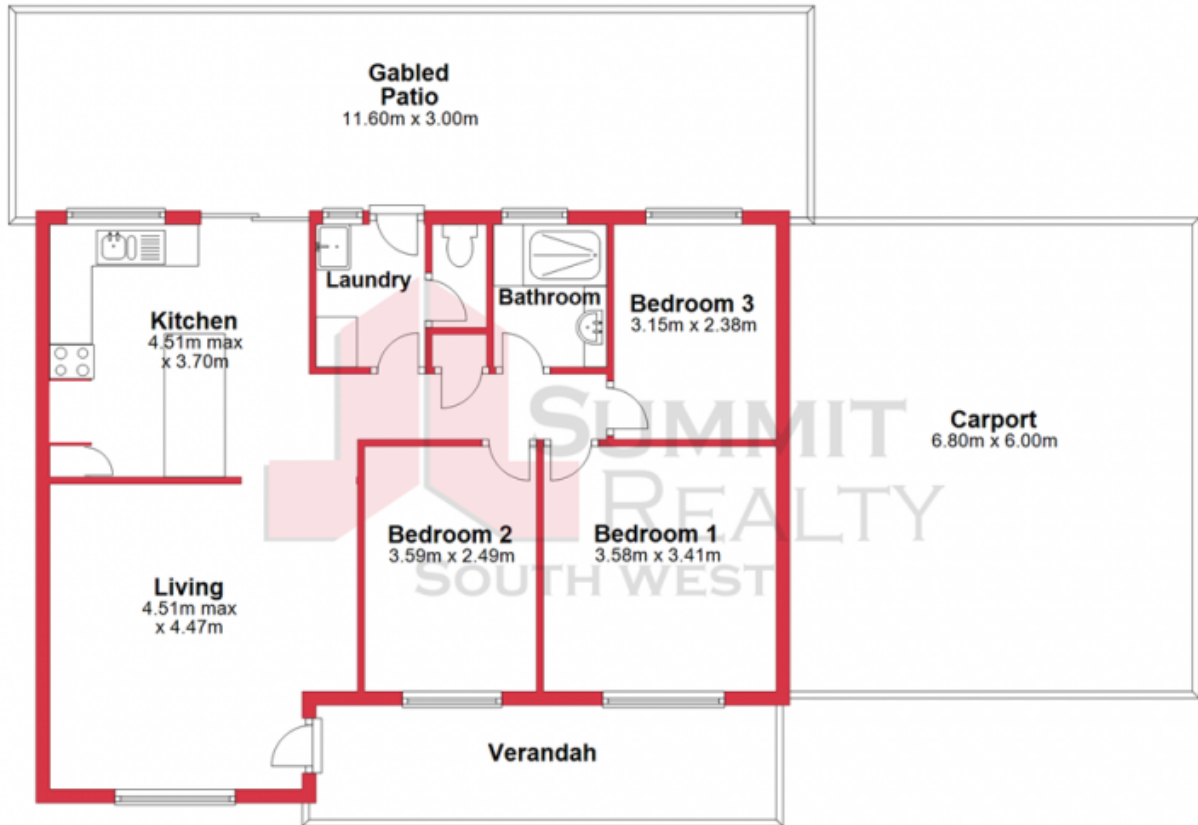 Gabled
Patio
11.60m x 3.00m
Laundry
Bathroom
Bedroom 3
3.15m x 2.38m
Kitchen
4.51m max
x 3.70m
Carport
6.80m x 6.00m
SUMMIT
REALTY
SOUTH WEST
Bedroom 2
3.59m x 2.49m
Bedroom 1
3.58m x 3.41m
Living
4.51m max
x 4.47m
Verandah